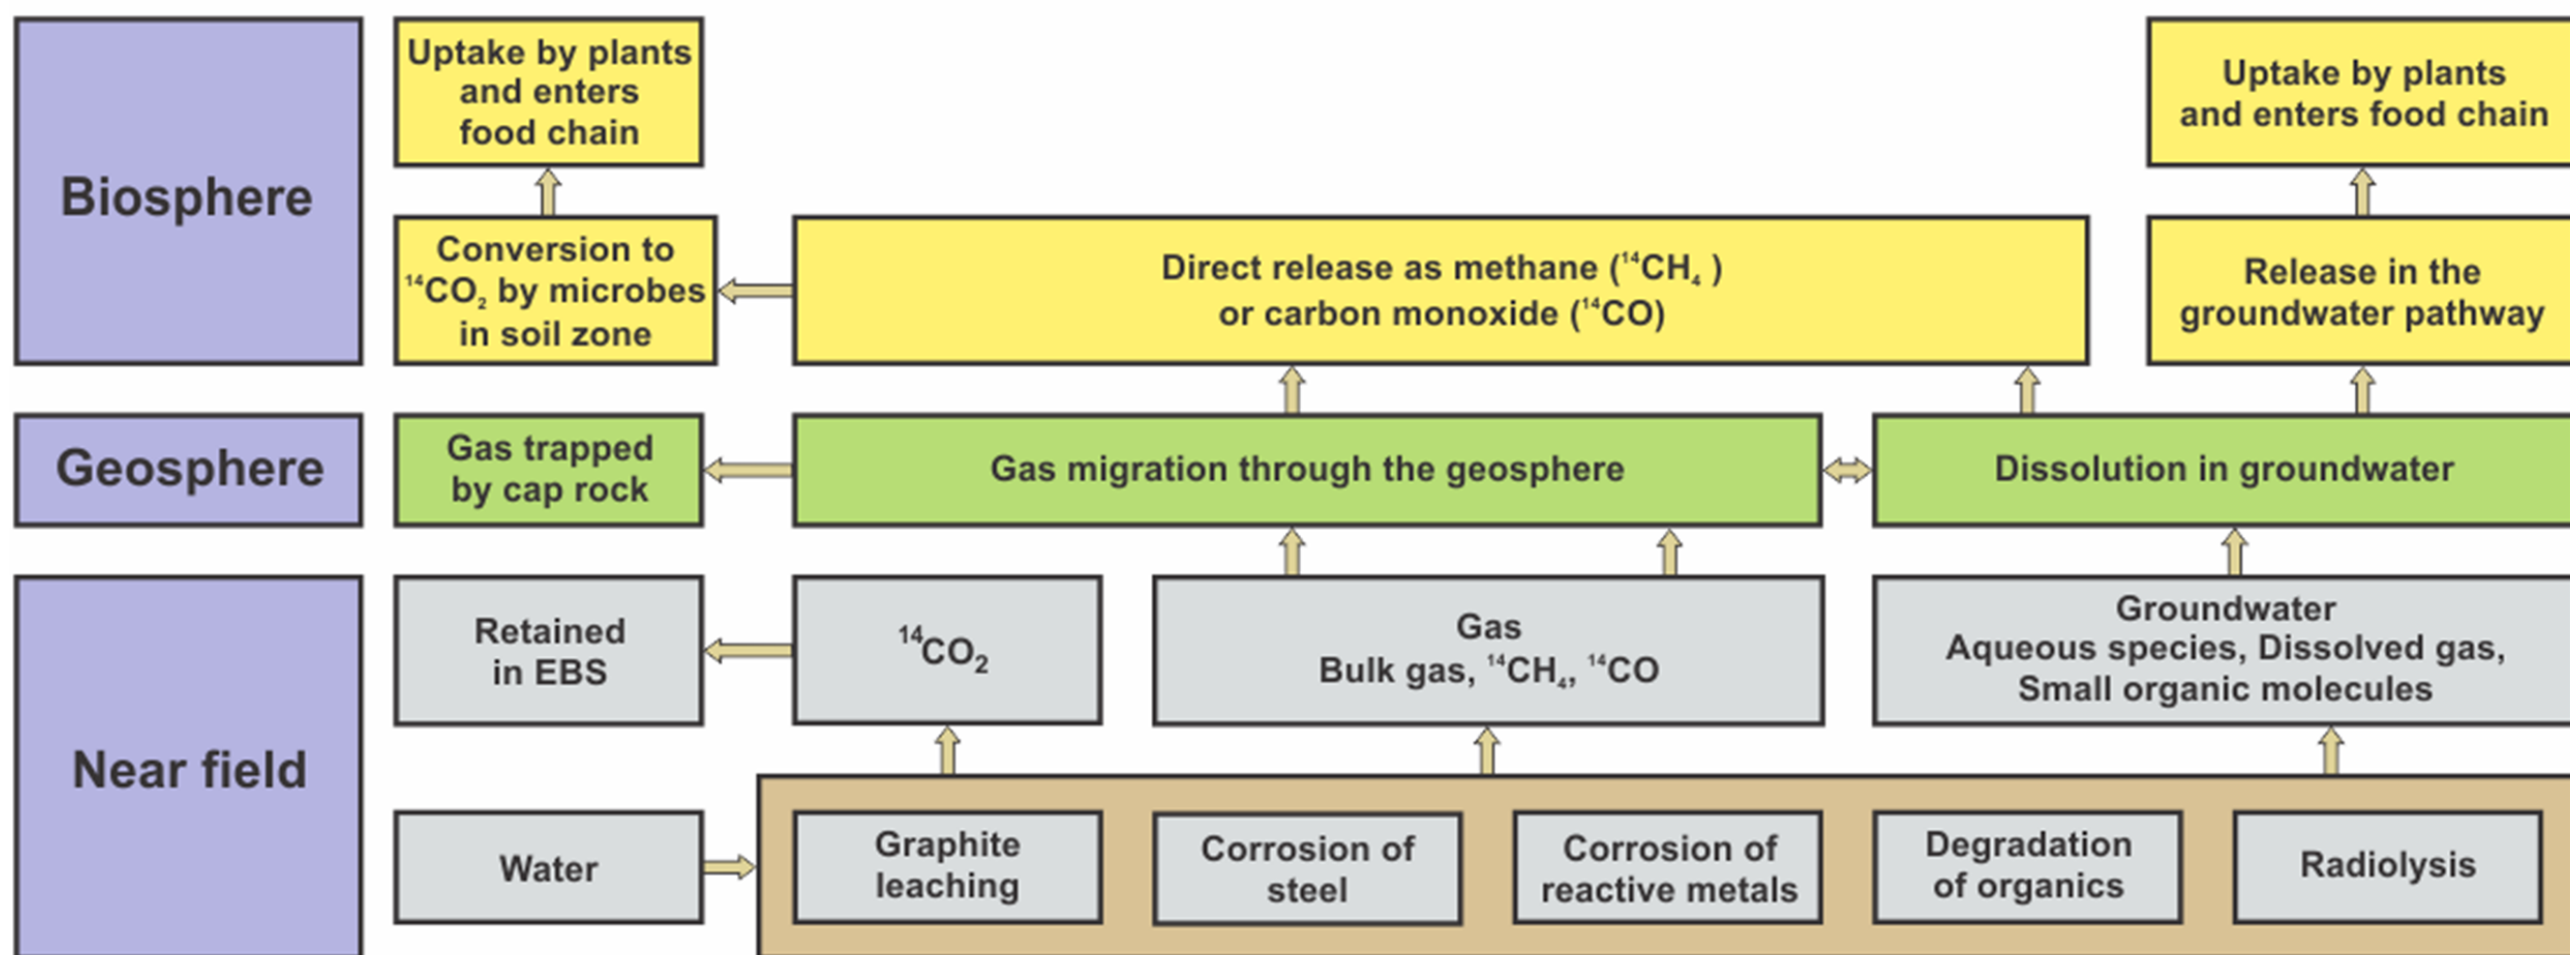 Biosphere
Uptake by plants
and enters
food chain
Uptake by plants
and enters food chain
Conversion to
¹⁴CO₂ by microbes
in soil zone
Direct release as methane (¹⁴CH₄ )
or carbon monoxide (¹⁴CO)
Release in the
groundwater pathway
Geosphere
Gas trapped
by cap rock
Gas migration through the geosphere
Dissolution in groundwater
Near field
Retained
in EBS
¹⁴CO₂
Gas
Bulk gas, ¹⁴CH₄, ¹⁴CO
Groundwater
Aqueous species, Dissolved gas,
Small organic molecules
Water
Graphite
leaching
Corrosion of
steel
Corrosion of
reactive metals
Degradation
of organics
Radiolysis